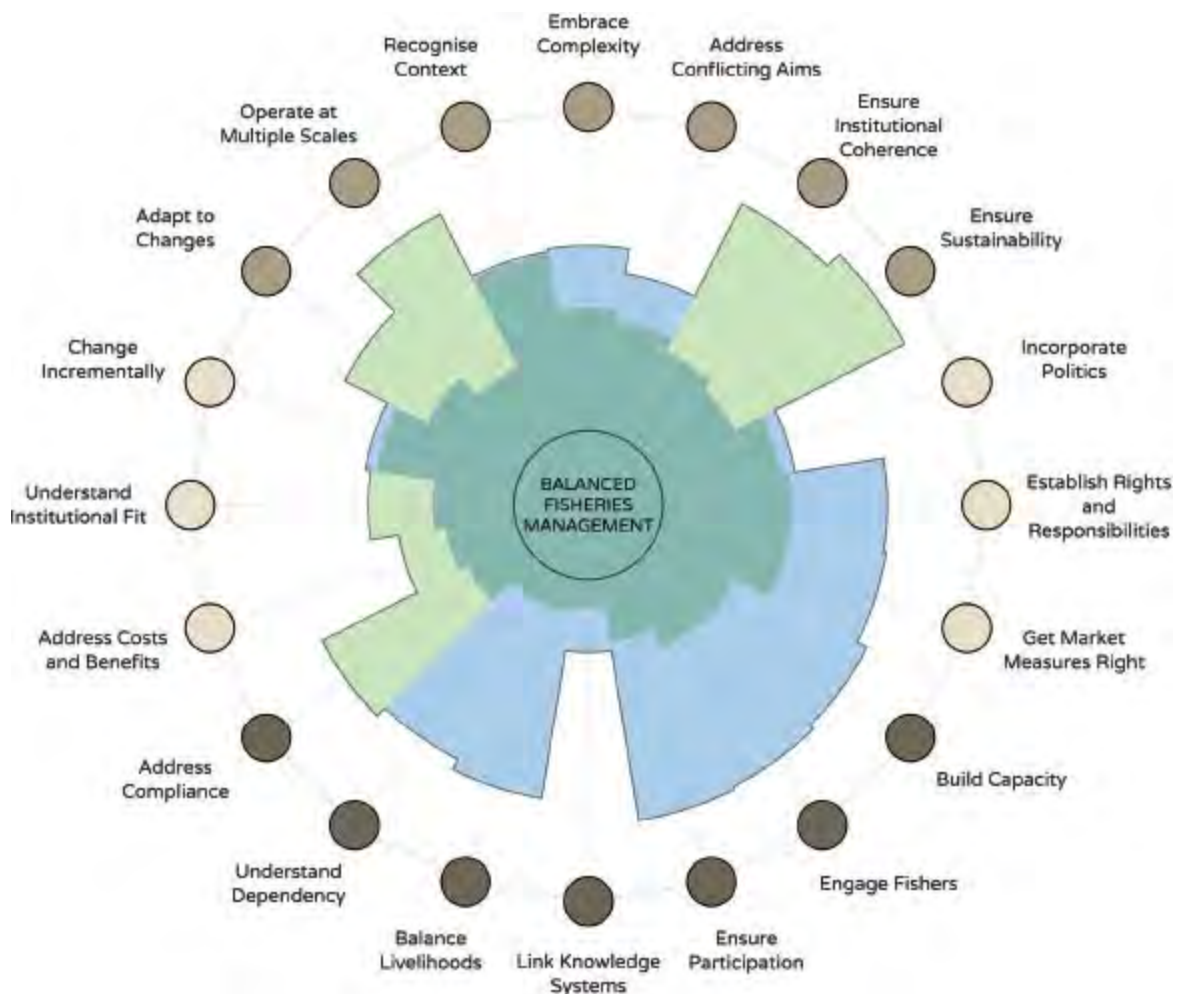 Embrace
Complexity
Address
Conflicting Aims
Ensure
Institutional
Coherence
Ensure
Sustainability
Incorporate
Politics
Establish Rights
and
Responsibilities
Get Market
Measures Right
Build Capacity
Engage Fishers
Ensure
Participation
Link Knowledge
Systems
Balance
Livelihoods
Understand
Dependency
Address
Compliance
Address Costs
and Benefits
Understand
Institutional Fit
Change
Incrementally
Adapt to
Changes
Operate at
Multiple Scales
Recognise
Context
BALANCED
FISHERIES
MANAGEMENT